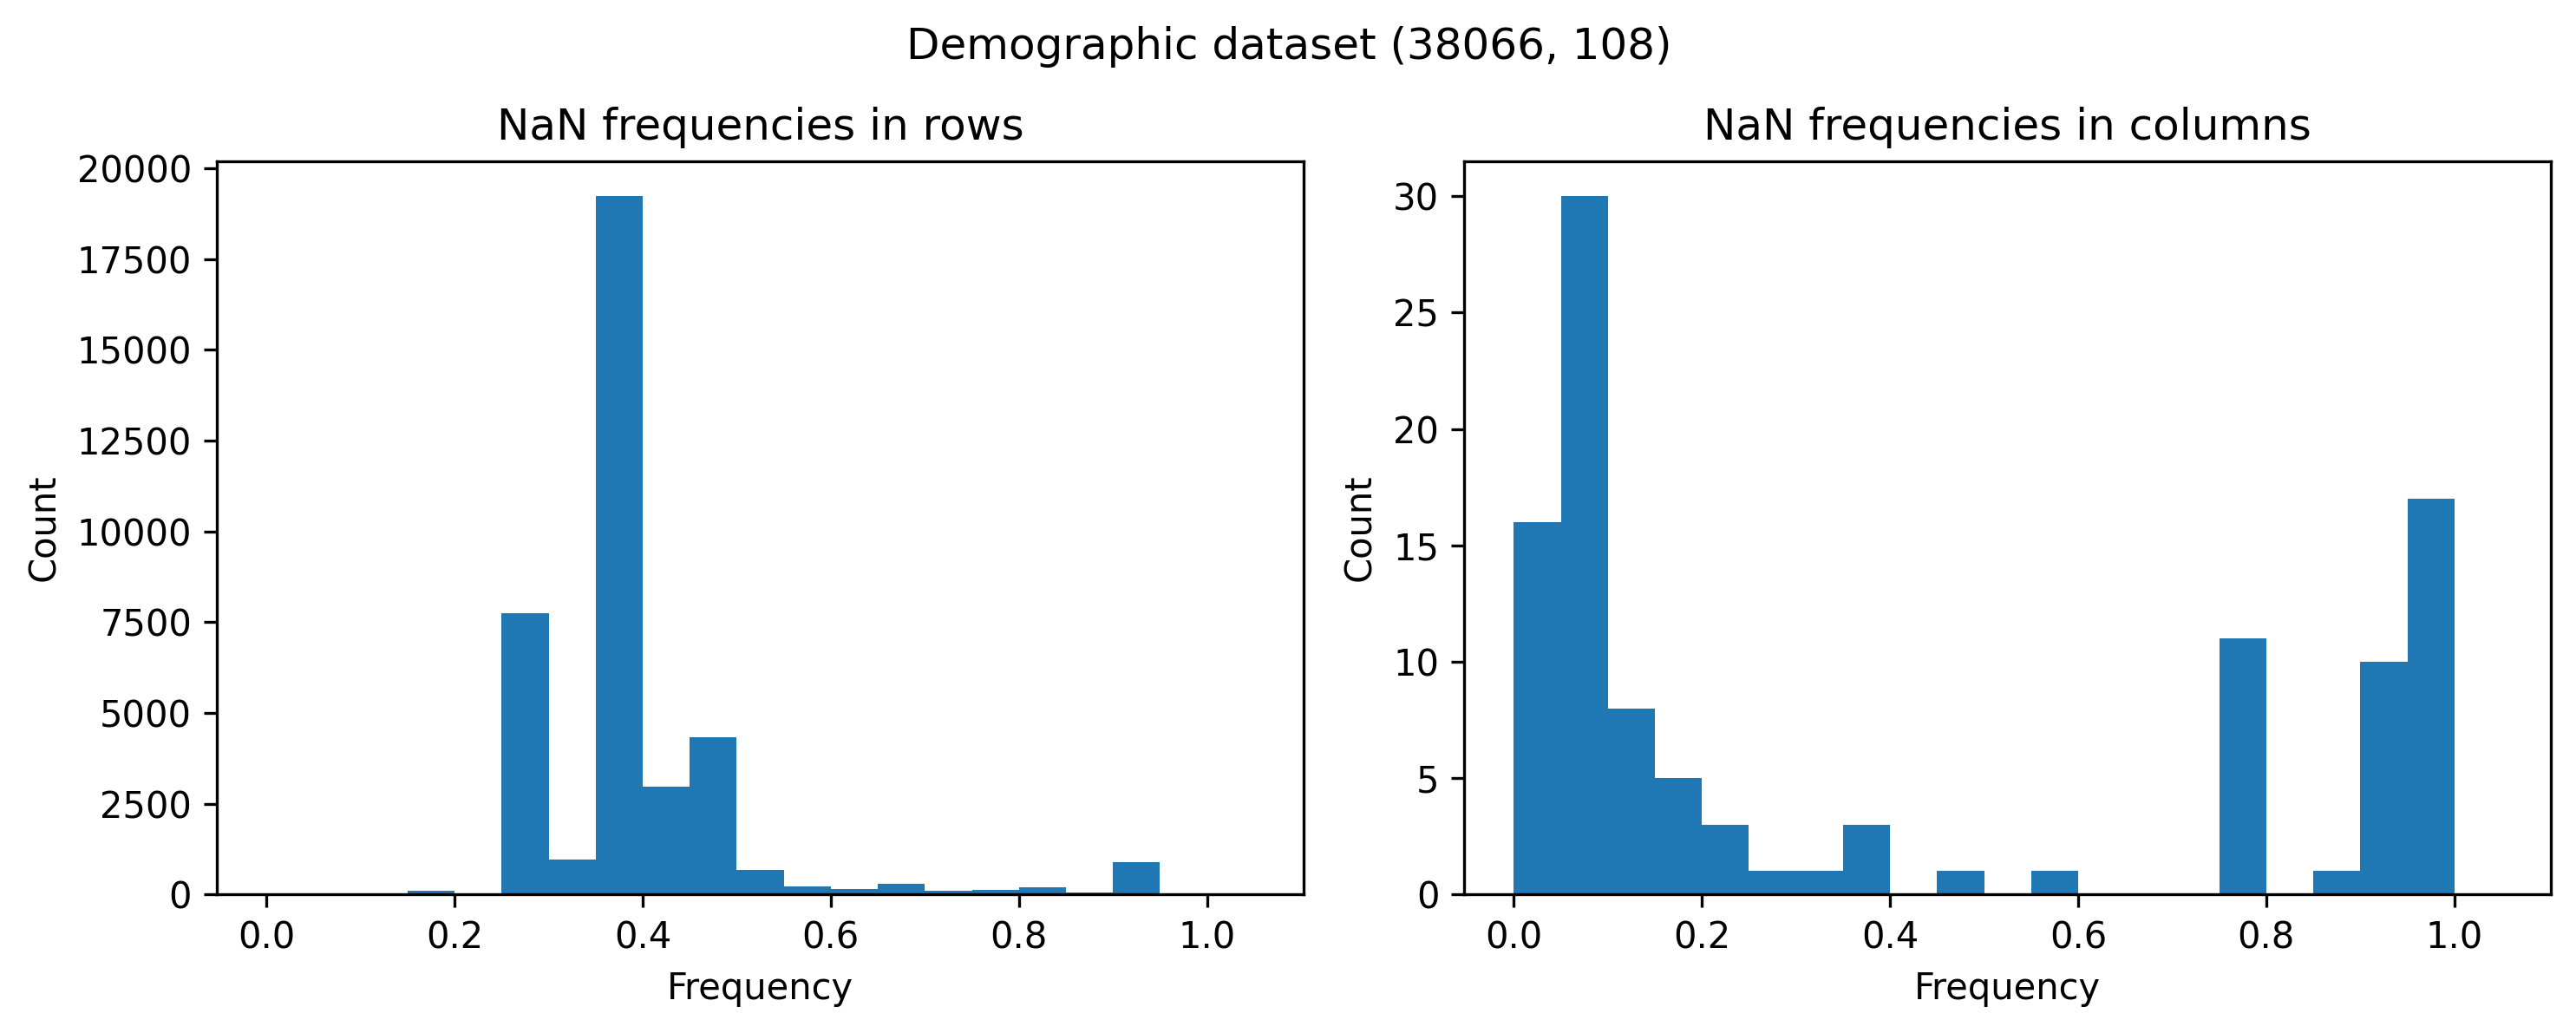 Demographic dataset (38066, 108)
NaN frequencies in rows
20000
17500
15000
12500
10000
7500
5000
2500
0
Count
0.0 0.2 0.4 0.6 0.8 1.0
Frequency
NaN frequencies in columns
30
25
20
15
10
5
0
Count
0.0 0.2 0.4 0.6 0.8 1.0
Frequency